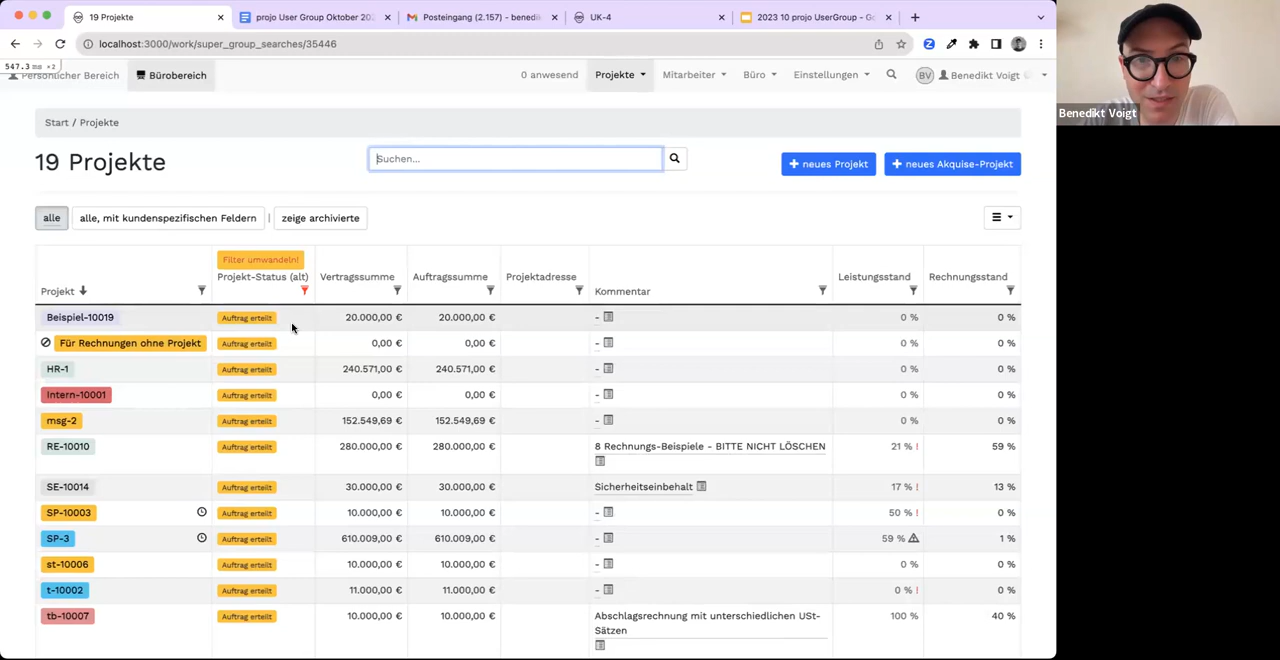 19 Projekte
projo User Group Oktober 202
Posteingang (2.157) – benedik
UK-4
2023 10 projo UserGroup - Go
localhost:3000/work/super_group_searches/35446
547.3 ms ×2
Persönlicher Bereich
Bürobereich
0 anwesend
Projekte
Mitarbeiter
Büro
Einstellungen
BV
Benedikt Voigt
Start / Projekte
19 Projekte
Suchen...
+ neues Projekt
+ neues Akquise-Projekt
alle
alle, mit kundenspezifischen Feldern
|
zeige archivierte
Filter umwandeln!
Projekt
Projekt-Status (alt)
Vertragssumme
Auftragssumme
Projektadresse
Kommentar
Leistungsstand
Rechnungsstand
Beispiel-10019 Auftrag erteilt 20.000,00 € 20.000,00 € - 0 % 0 %
Für Rechnungen ohne Projekt Auftrag erteilt 0,00 € 0,00 € - 0 % 0 %
HR-1 Auftrag erteilt 240.571,00 € 240.571,00 € - 0 % 0 %
Intern-10001 Auftrag erteilt 0,00 € 0,00 € - 0 % 0 %
msg-2 Auftrag erteilt 152.549,69 € 152.549,69 € - 0 % 0 %
RE-10010 Auftrag erteilt 280.000,00 € 280.000,00 € 8 Rechnungs-Beispiele - BITTE NICHT LÖSCHEN 21 % ! 59 %
SE-10014 Auftrag erteilt 30.000,00 € 30.000,00 € Sicherheitseinbehalt 17 % ! 13 %
SP-10003 Auftrag erteilt 10.000,00 € 10.000,00 € - 50 % ! 0 %
SP-3 Auftrag erteilt 610.009,00 € 610.009,00 € - 59 % 1 %
st-10006 Auftrag erteilt 10.000,00 € 10.000,00 € - 0 % 0 %
t-10002 Auftrag erteilt 11.000,00 € 11.000,00 € - 0 % ! 0 %
tb-10007 Auftrag erteilt 10.000,00 € 10.000,00 € Abschlagsrechnung mit unterschiedlichen USt- 100 % 40 %
Sätzen
Benedikt Voigt